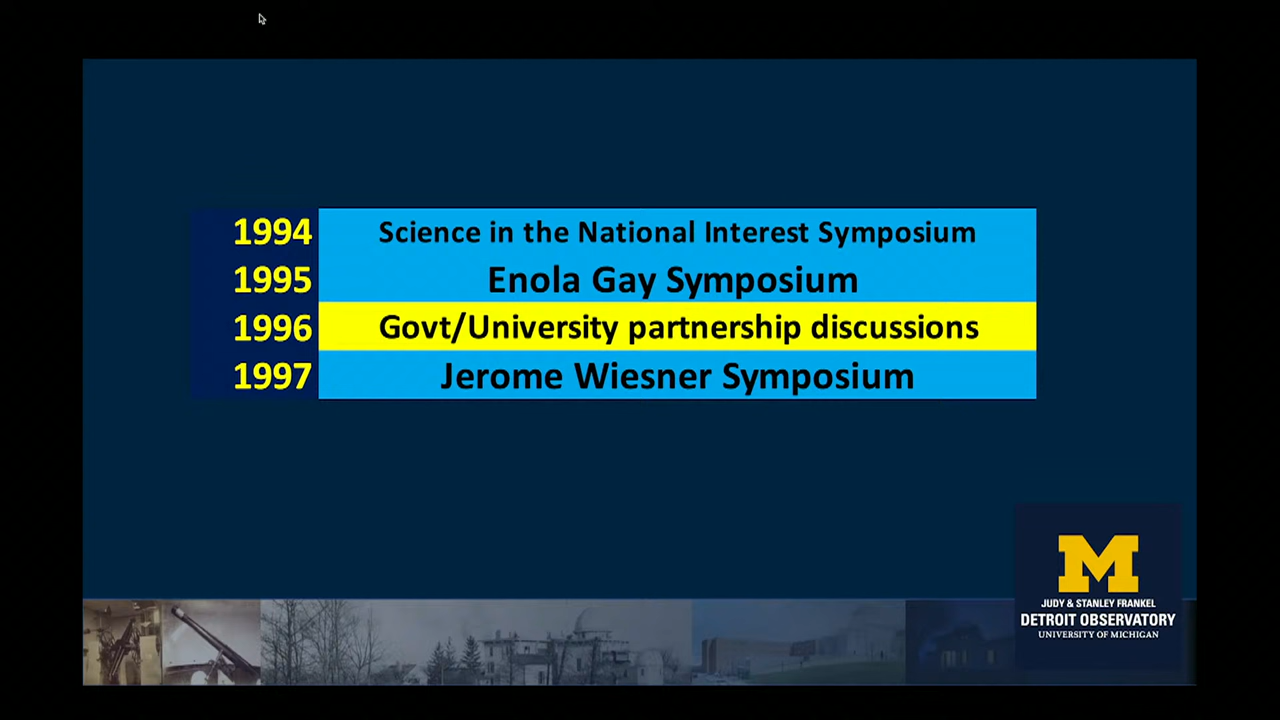 1994 Science in the National Interest Symposium
1995 Enola Gay Symposium
1996 Govt/University partnership discussions
1997 Jerome Wiesner Symposium
M
JUDY & STANLEY FRANKEL
DETROIT OBSERVATORY
UNIVERSITY OF MICHIGAN